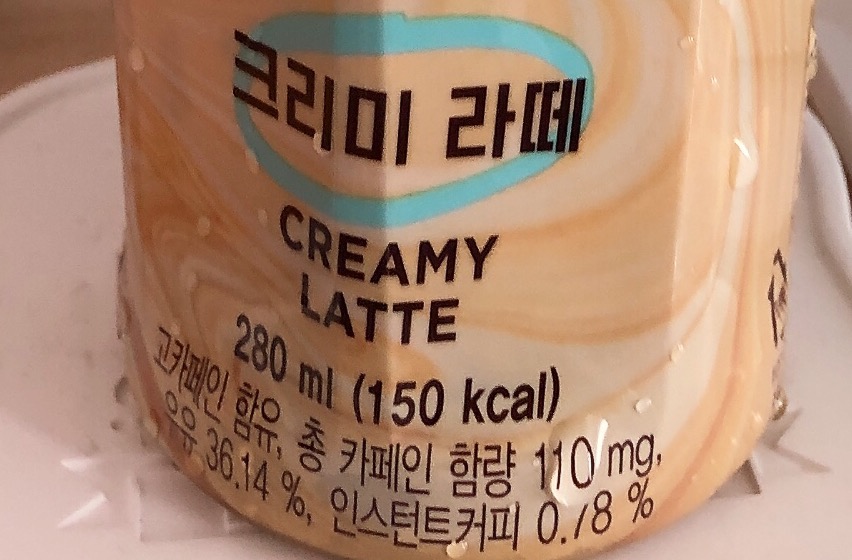 크리미 라떼
CREAMY
LATTE
280 ml (150 kcal)
고카페인 함유, 총 카페인 함량 110 mg,
우유 36.14 %, 인스턴트커피 0.78 %